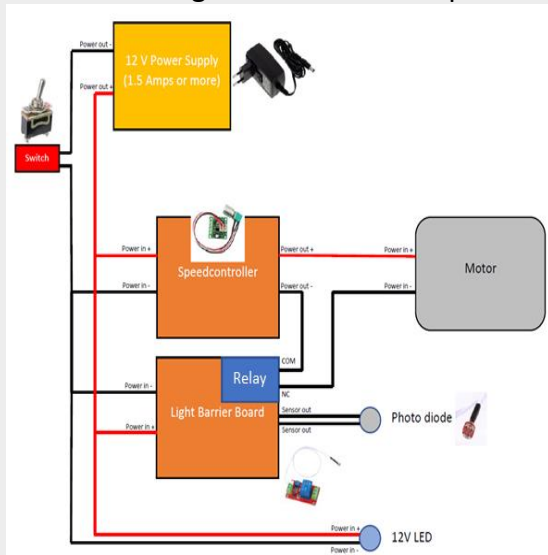 Power out -
12 V Power Supply
(1.5 Amps or more)
Power out +
Switch
Power in +
Power out +
Power in +
Speedcontroller
Motor
Power in -
Power out -
Power in -
COM
Relay
Power in -
NC
Light Barrier Board
Sensor out
Photo diode
Power in +
Sensor out
Power in +
12V LED
Power in -